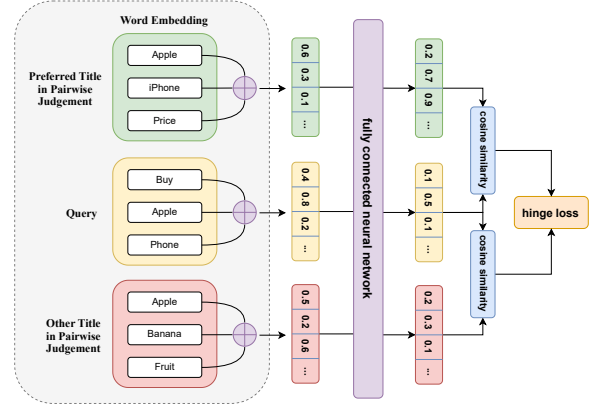 Word Embedding
Preferred Title
in Pairwise
Judgement
Apple
iPhone
Price
0.6
0.3
0.1
...
0.2
0.7
0.9
...
Query
Buy
Apple
Phone
0.4
0.8
0.2
...
0.1
0.5
0.1
...
Other Title
in Pairwise
Judgement
Apple
Banana
Fruit
0.5
0.2
0.6
...
0.2
0.3
0.1
...
fully connected neural network
cosine similarity
cosine similarity
hinge loss